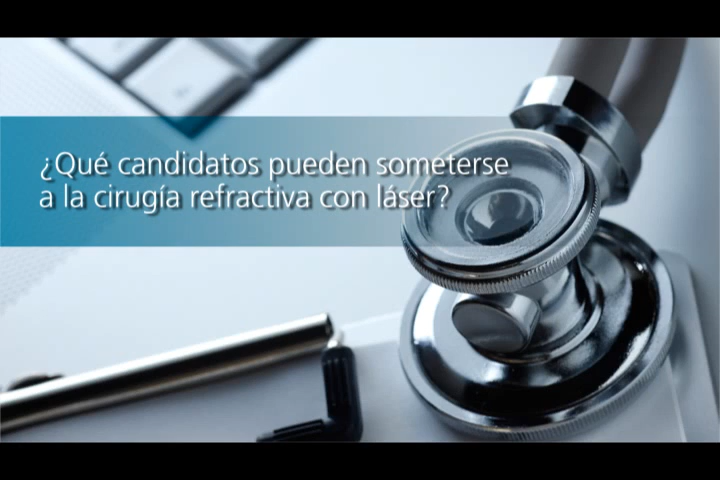 ¿Qué candidatos pueden someterse
a la cirugía refractiva con láser?